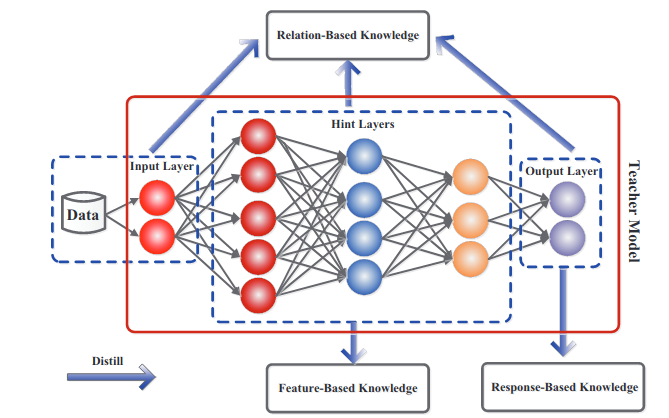 Relation-Based Knowledge
Hint Layers
Input Layer
Output Layer
Data
Teacher Model
Distill
Feature-Based Knowledge
Response-Based Knowledge